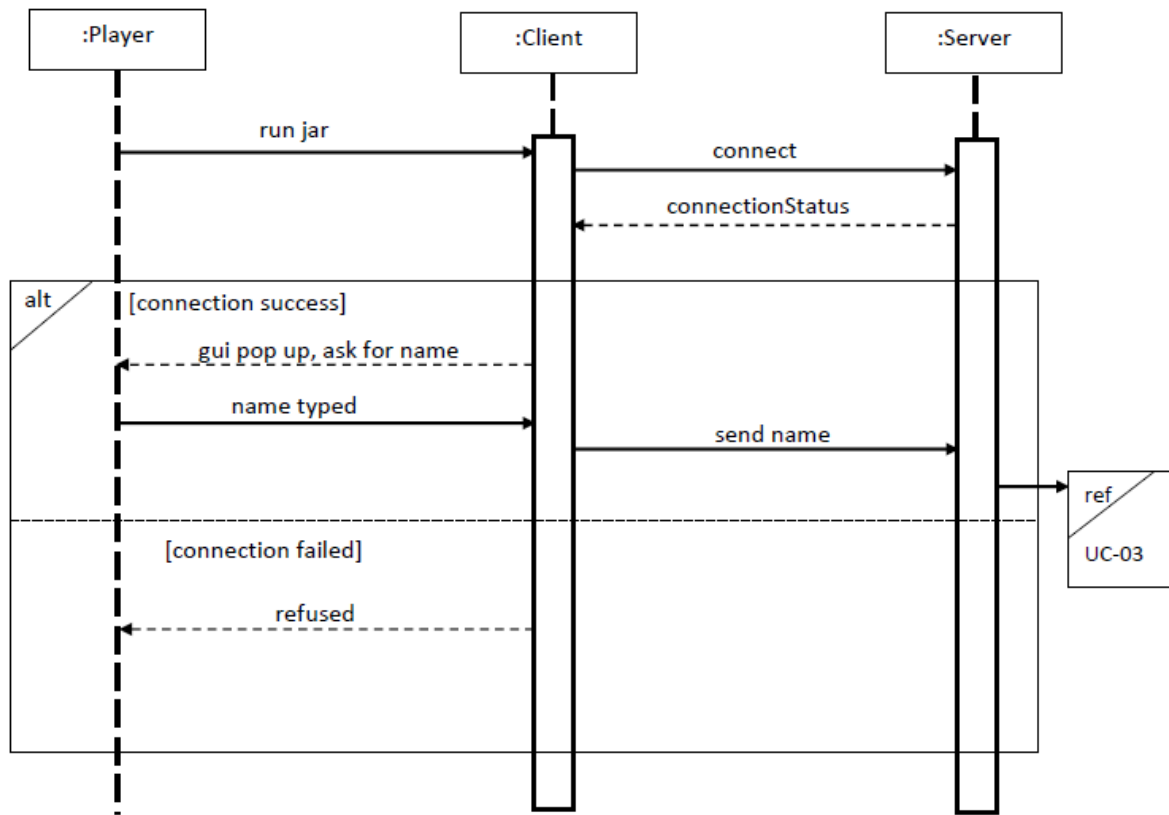 :Player
:Client
:Server
run jar
connect
connectionStatus
alt
[connection success]
gui pop up, ask for name
name typed
send name
ref
UC-03
[connection failed]
refused